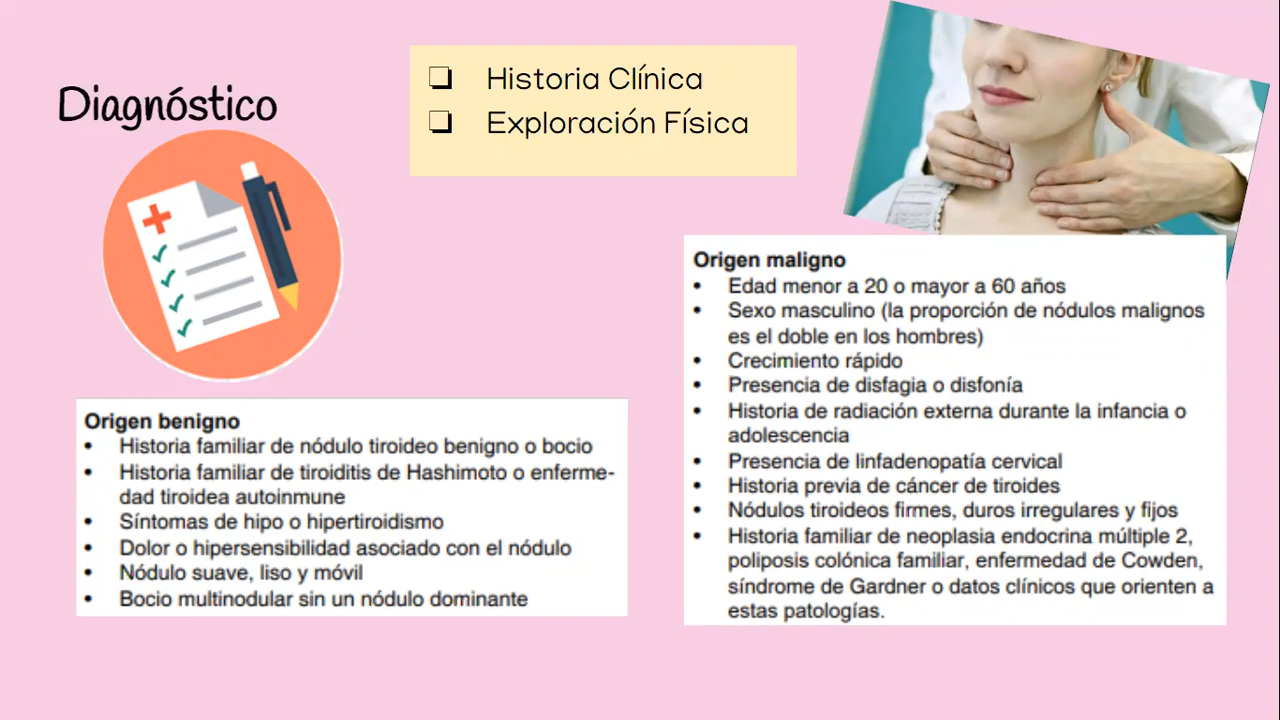 Diagnóstico
Historia Clínica
Exploración Física
Origen benigno
• Historia familiar de nódulo tiroideo benigno o bocio
• Historia familiar de tiroiditis de Hashimoto o enferme-
dad tiroidea autoinmune
• Síntomas de hipo o hipertiroidismo
• Dolor o hipersensibilidad asociado con el nódulo
• Nódulo suave, liso y móvil
• Bocio multinodular sin un nódulo dominante
Origen maligno
• Edad menor a 20 o mayor a 60 años
• Sexo masculino (la proporción de nódulos malignos
es el doble en los hombres)
• Crecimiento rápido
• Presencia de disfagia o disfonía
• Historia de radiación externa durante la infancia o
adolescencia
• Presencia de linfadenopatía cervical
• Historia previa de cáncer de tiroides
• Nódulos tiroideos firmes, duros irregulares y fijos
• Historia familiar de neoplasia endocrina múltiple 2,
poliposis colónica familiar, enfermedad de Cowden,
síndrome de Gardner o datos clínicos que orienten a
estas patologías.